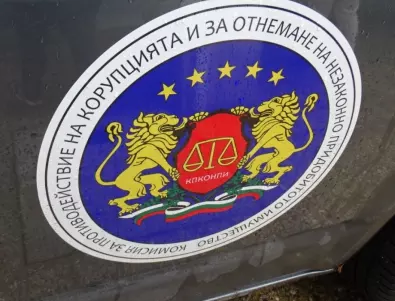 КОМИСИЯ ЗА ПРОТИВОДЕЙСТВИЕ НА КОРУПЦИЯТА И ЗА ОТНЕМАНЕ НА НЕЗАКОННО ПРИДОБИТОТО ИМУЩЕСТВО
КПКОНПИ